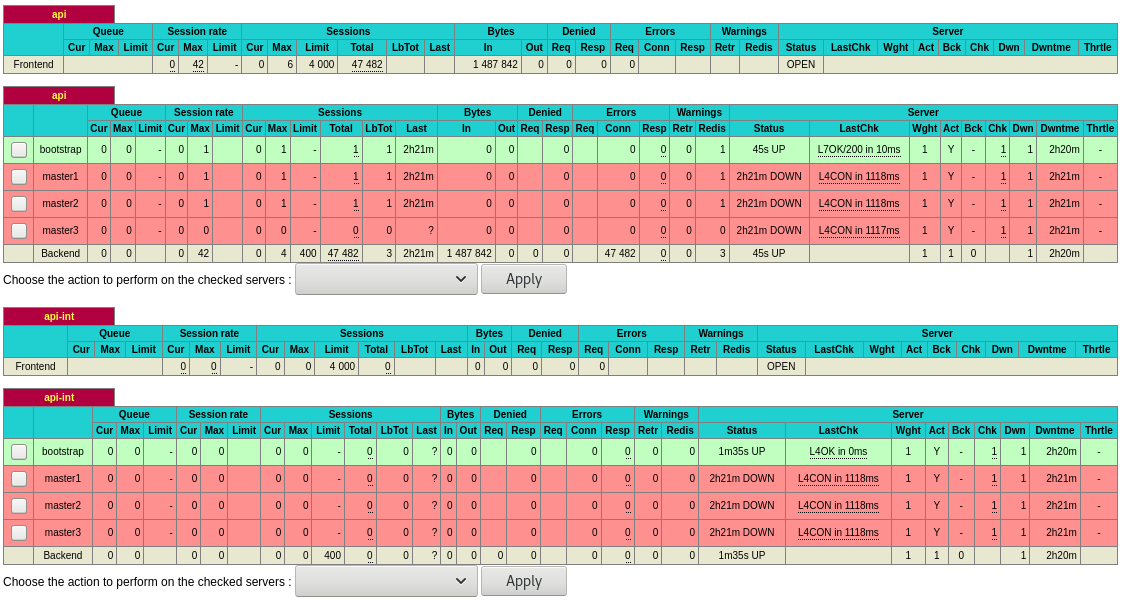 api
Queue Session rate Sessions Bytes Denied Errors Warnings Server
Cur Max Limit Cur Max Limit Cur Max Limit Total LbTot Last In Out Req Resp Req Conn Resp Retr Redis Status LastChk Wght Act Bck Chk Dwn Dwntme Thrtle
Frontend 0 42 - 0 6 4 000 47 482 1 487 842 0 0 0 0 OPEN
api
Queue Session rate Sessions Bytes Denied Errors Warnings Server
Cur Max Limit Cur Max Limit Cur Max Limit Total LbTot Last In Out Req Resp Req Conn Resp Retr Redis Status LastChk Wght Act Bck Chk Dwn Dwntme Thrtle
bootstrap 0 0 - 0 1 0 1 - 1 1 2h21m 0 0 0 0 0 0 1 45s UP L7OK/200 in 10ms 1 Y - 1 1 2h20m -
master1 0 0 - 0 1 0 1 - 1 1 2h21m 0 0 0 0 0 0 1 2h21m DOWN L4CON in 1118ms 1 Y - 1 1 2h21m -
master2 0 0 - 0 1 0 1 - 1 1 2h21m 0 0 0 0 0 0 1 2h21m DOWN L4CON in 1118ms 1 Y - 1 1 2h21m -
master3 0 0 - 0 0 0 0 - 0 0 ? 0 0 0 0 0 0 0 2h21m DOWN L4CON in 1117ms 1 Y - 1 1 2h21m -
Backend 0 0 0 42 0 4 400 47 482 3 2h21m 1 487 842 0 0 0 47 482 0 0 3 45s UP 1 1 0 1 2h20m
Choose the action to perform on the checked servers : Apply
api-int
Queue Session rate Sessions Bytes Denied Errors Warnings Server
Cur Max Limit Cur Max Limit Cur Max Limit Total LbTot Last In Out Req Resp Req Conn Resp Retr Redis Status LastChk Wght Act Bck Chk Dwn Dwntme Thrtle
Frontend 0 0 - 0 0 4 000 0 0 0 0 0 0 OPEN
api-int
Queue Session rate Sessions Bytes Denied Errors Warnings Server
Cur Max Limit Cur Max Limit Cur Max Limit Total LbTot Last In Out Req Resp Req Conn Resp Retr Redis Status LastChk Wght Act Bck Chk Dwn Dwntme Thrtle
bootstrap 0 0 - 0 0 0 0 - 0 0 ? 0 0 0 0 0 0 0 1m35s UP L4OK in 0ms 1 Y - 1 1 2h20m -
master1 0 0 - 0 0 0 0 - 0 0 ? 0 0 0 0 0 0 0 2h21m DOWN L4CON in 1118ms 1 Y - 1 1 2h21m -
master2 0 0 - 0 0 0 0 - 0 0 ? 0 0 0 0 0 0 0 2h21m DOWN L4CON in 1118ms 1 Y - 1 1 2h21m -
master3 0 0 - 0 0 0 0 - 0 0 ? 0 0 0 0 0 0 0 2h21m DOWN L4CON in 1118ms 1 Y - 1 1 2h21m -
Backend 0 0 0 0 0 0 400 0 0 ? 0 0 0 0 0 0 0 0 1m35s UP 1 1 0 1 2h20m
Choose the action to perform on the checked servers : Apply